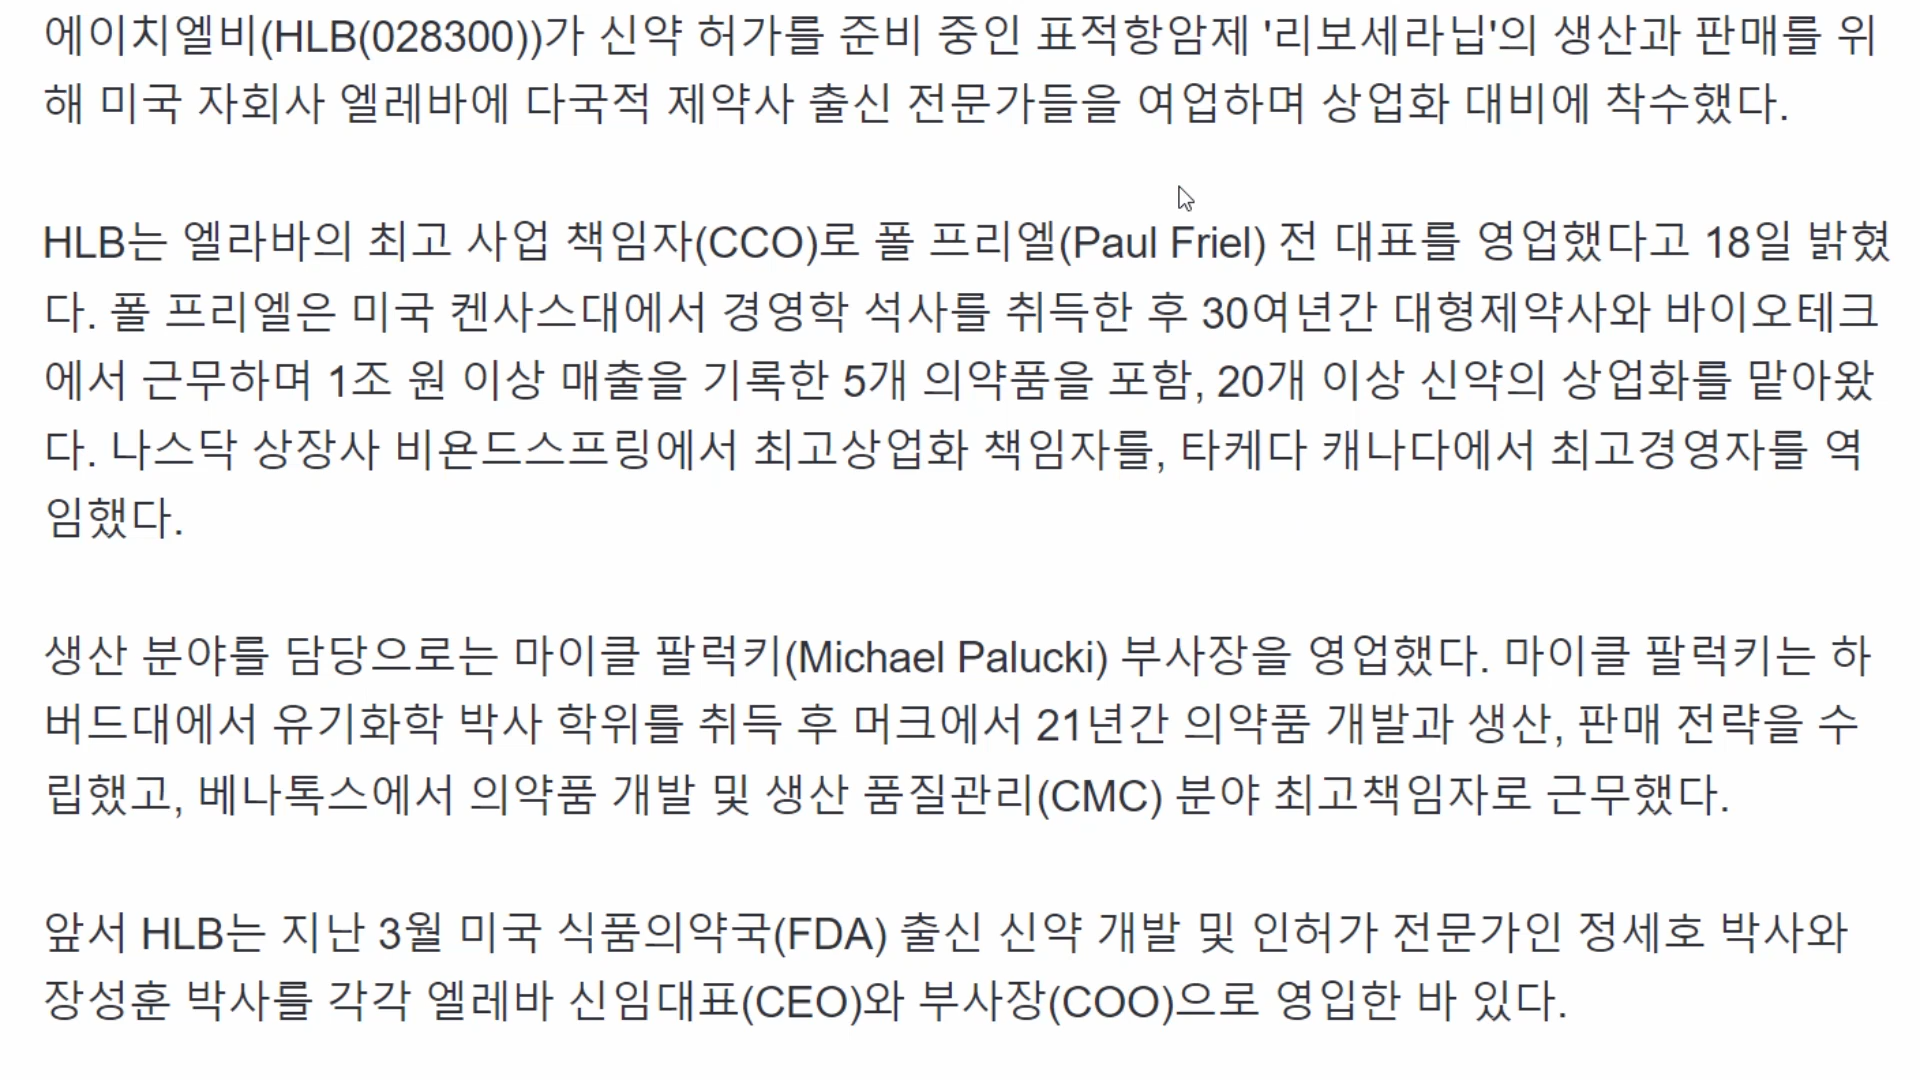 에이치엘비(HLB(028300))가 신약 허가를 준비 중인 표적항암제 '리보세라닙'의 생산과 판매를 위
해 미국 자회사 엘레바에 다국적 제약사 출신 전문가들을 여업하며 상업화 대비에 착수했다.
HLB는 엘라바의 최고 사업 책임자(CCO)로 폴 프리엘(Paul Friel) 전 대표를 영업했다고 18일 밝혔
다. 폴 프리엘은 미국 켄사스대에서 경영학 석사를 취득한 후 30여년간 대형제약사와 바이오테크
에서 근무하며 1조 원 이상 매출을 기록한 5개 의약품을 포함, 20개 이상 신약의 상업화를 맡아왔
다. 나스닥 상장사 비욘드스프링에서 최고상업화 책임자를, 타케다 캐나다에서 최고경영자를 역
임했다.
생산 분야를 담당으로는 마이클 팔럭키(Michael Palucki) 부사장을 영업했다. 마이클 팔럭키는 하
버드대에서 유기화학 박사 학위를 취득 후 머크에서 21년간 의약품 개발과 생산, 판매 전략을 수
립했고, 베나톡스에서 의약품 개발 및 생산 품질관리(CMC) 분야 최고책임자로 근무했다.
앞서 HLB는 지난 3월 미국 식품의약국(FDA) 출신 신약 개발 및 인허가 전문가인 정세호 박사와
장성훈 박사를 각각 엘레바 신임대표(CEO)와 부사장(COO)으로 영입한 바 있다.